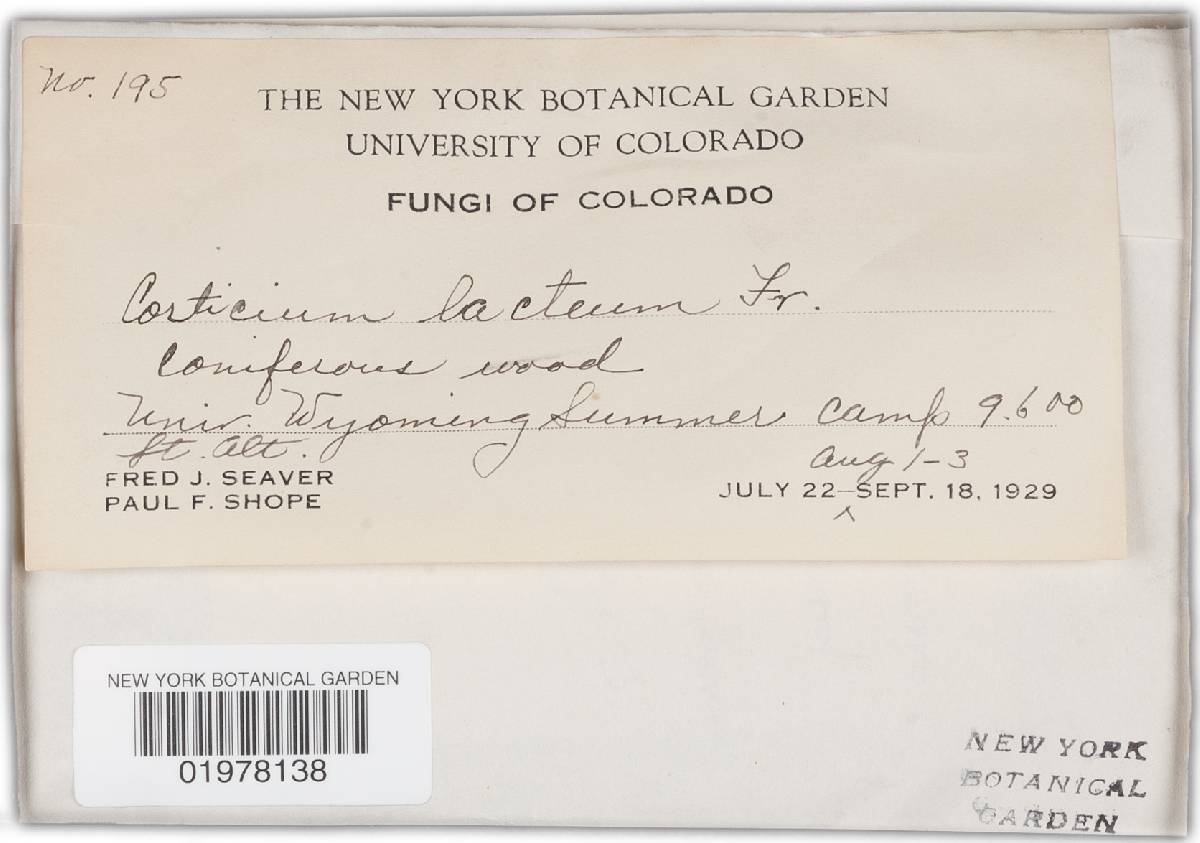 No. 195
THE NEW YORK BOTANICAL GARDEN
UNIVERSITY OF COLORADO
FUNGI OF COLORADO
Corticium lacteum Fr.
Coniferous wood
Univ. Wyoming Summer Camp 9.600
ft. alt.
Aug 1-3
FRED J. SEAVER
PAUL F. SHOPE
JULY 22-SEPT. 18, 1929
NEW YORK BOTANICAL GARDEN
01978138
NEW YORK
BOTANICAL
GARDEN